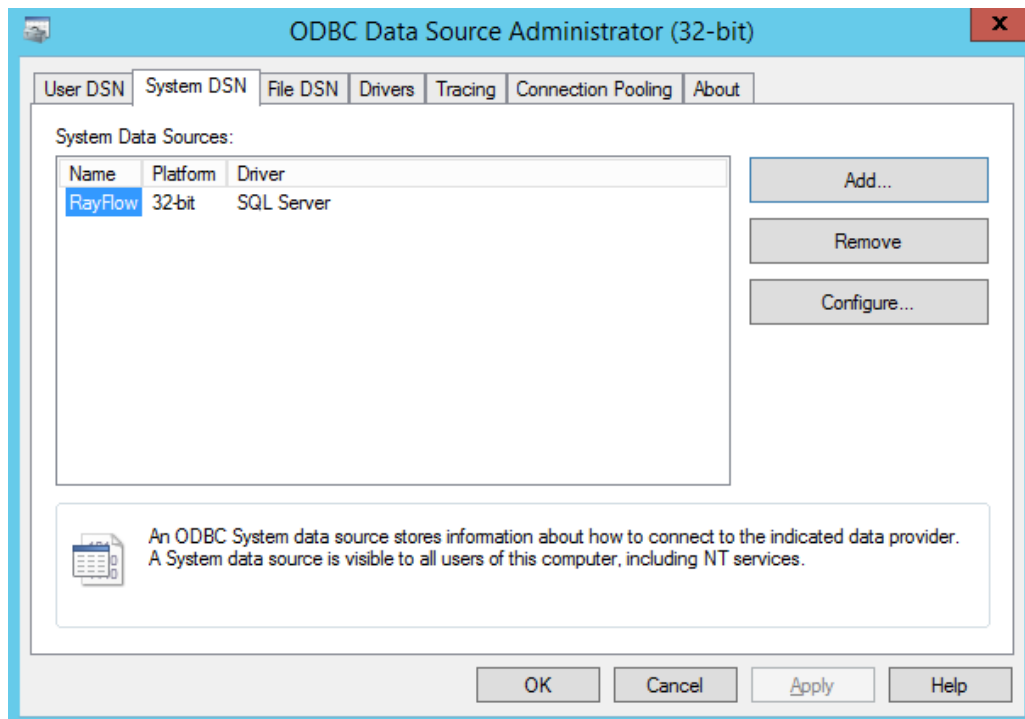 ODBC Data Source Administrator (32-bit)
x
User DSN System DSN File DSN Drivers Tracing Connection Pooling About
System Data Sources:
Name Platform Driver
RayFlow 32-bit SQL Server
Add...
Remove
Configure...
An ODBC System data source stores information about how to connect to the indicated data provider.
A System data source is visible to all users of this computer, including NT services.
OK Cancel Apply Help